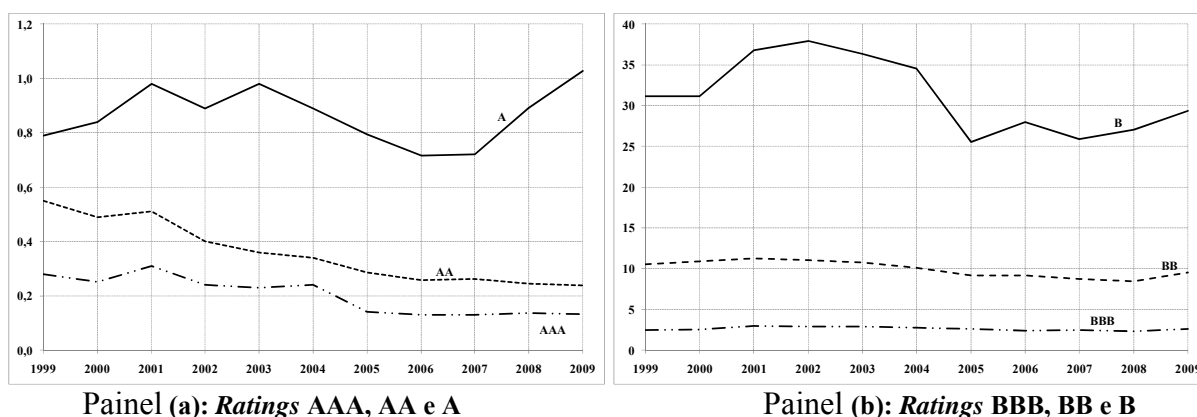 1,2
1,0
0,8
0,6
0,4
0,2
0,0
A
AA
AAA
1999 2000 2001 2002 2003 2004 2005 2006 2007 2008 2009
Painel (a): Ratings AAA, AA e A
40
35
30
25
20
15
10
5
0
B
BB
BBB
1999 2000 2001 2002 2003 2004 2005 2006 2007 2008 2009
Painel (b): Ratings BBB, BB e B